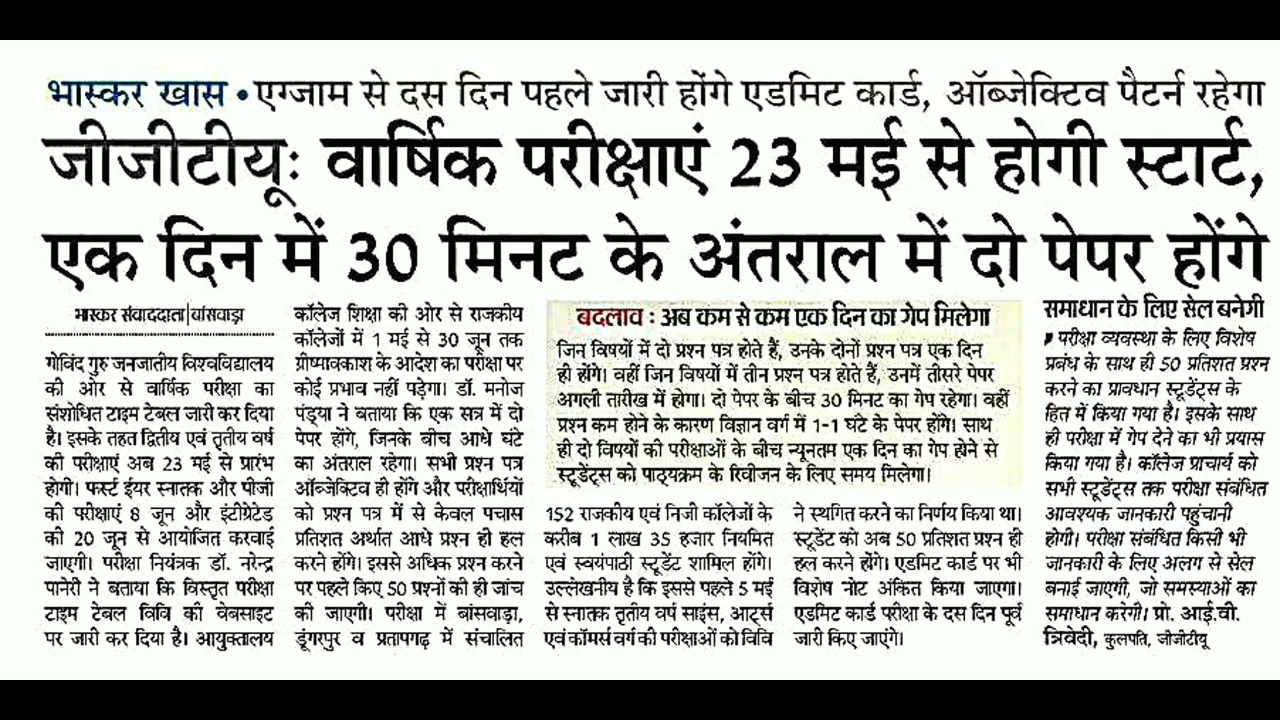 भास्कर खास • एग्जाम से दस दिन पहले जारी होंगे एडमिट कार्ड, ऑब्जेक्टिव पैटर्न रहेगा
जीजीटीयूः वार्षिक परीक्षाएं 23 मई से होगी स्टार्ट,
एक दिन में 30 मिनट के अंतराल में दो पेपर होंगे
भास्कर संवाददाता|बांसवाड़ा
गोविंद गुरु जनजातीय विश्वविद्यालय
की ओर से वार्षिक परीक्षा का
संशोधित टाइम टेबल जारी कर दिया
है। इसके तहत द्वितीय एवं तृतीय वर्ष
की परीक्षाएं अब 23 मई से प्रारंभ
होगी। फर्स्ट ईयर स्नातक और पीजी
की परीक्षाएं 8 जून और इंटीग्रेटेड
की 20 जून से आयोजित करवाई
जाएगी। परीक्षा नियंत्रक डॉ. नरेन्द्र
पानेरी ने बताया कि विस्तृत परीक्षा
टाइम टेबल विवि की वेबसाइट
पर जारी कर दिया है। आयुक्तालय
कॉलेज शिक्षा की ओर से राजकीय
कॉलेजों में 1 मई से 30 जून तक
ग्रीष्मावकाश के आदेश का परीक्षा पर
कोई प्रभाव नहीं पड़ेगा। डॉ. मनोज
पंड्या ने बताया कि एक सत्र में दो
पेपर होंगे, जिनके बीच आधे घंटे
का अंतराल रहेगा। सभी प्रश्न पत्र
ऑब्जेक्टिव ही होंगे और परीक्षार्थियों
को प्रश्न पत्र में से केवल पचास
प्रतिशत अर्थात आधे प्रश्न ही हल
करने होंगे। इससे अधिक प्रश्न करने
पर पहले किए 50 प्रश्नों की ही जांच
की जाएगी। परीक्षा में बांसवाड़ा,
डूंगरपुर व प्रतापगढ़ में संचालित
बदलाव : अब कम से कम एक दिन का गेप मिलेगा
जिन विषयों में दो प्रश्न पत्र होते हैं, उनके दोनों प्रश्न पत्र एक दिन
ही होंगे। वहीं जिन विषयों में तीन प्रश्न पत्र होते हैं, उनमें तीसरे पेपर
अगली तारीख में होगा। दो पेपर के बीच 30 मिनट का गेप रहेगा। वहीं
प्रश्न कम होने के कारण विज्ञान वर्ग में 1-1 घंटे के पेपर होंगे। साथ
ही दो विषयों की परीक्षाओं के बीच न्यूनतम एक दिन का गेप होने से
स्टूडेंट्स को पाठ्यक्रम के रिवीजन के लिए समय मिलेगा।
152 राजकीय एवं निजी कॉलेजों के
करीब 1 लाख 35 हजार नियमित
एवं स्वयंपाठी स्टूडेंट शामिल होंगे।
उल्लेखनीय है कि इससे पहले 5 मई
से स्नातक तृतीय वर्ष साइंस, आर्ट्स
एवं कॉमर्स वर्ग की परीक्षाओं को विवि
ने स्थगित करने का निर्णय किया था।
स्टूडेंट को अब 50 प्रतिशत प्रश्न ही
हल करने होंगे। एडमिट कार्ड पर भी
विशेष नोट अंकित किया जाएगा।
एडमिट कार्ड परीक्षा के दस दिन पूर्व
जारी किए जाएंगे।
समाधान के लिए सेल बनेगी
परीक्षा व्यवस्था के लिए विशेष
प्रबंध के साथ ही 50 प्रतिशत प्रश्न
करने का प्रावधान स्टूडेंट्स के
हित में किया गया है। इसके साथ
ही परीक्षा में गेप देने का भी प्रयास
किया गया है। कॉलेज प्राचार्य को
सभी स्टूडेंट्स तक परीक्षा संबंधित
आवश्यक जानकारी पहुंचानी
होगी। परीक्षा संबंधित किसी भी
जानकारी के लिए अलग से सेल
बनाई जाएगी, जो समस्याओं का
समाधान करेगी। प्रो. आई.वी.
त्रिवेदी, कुलपति, जीजीटीयू